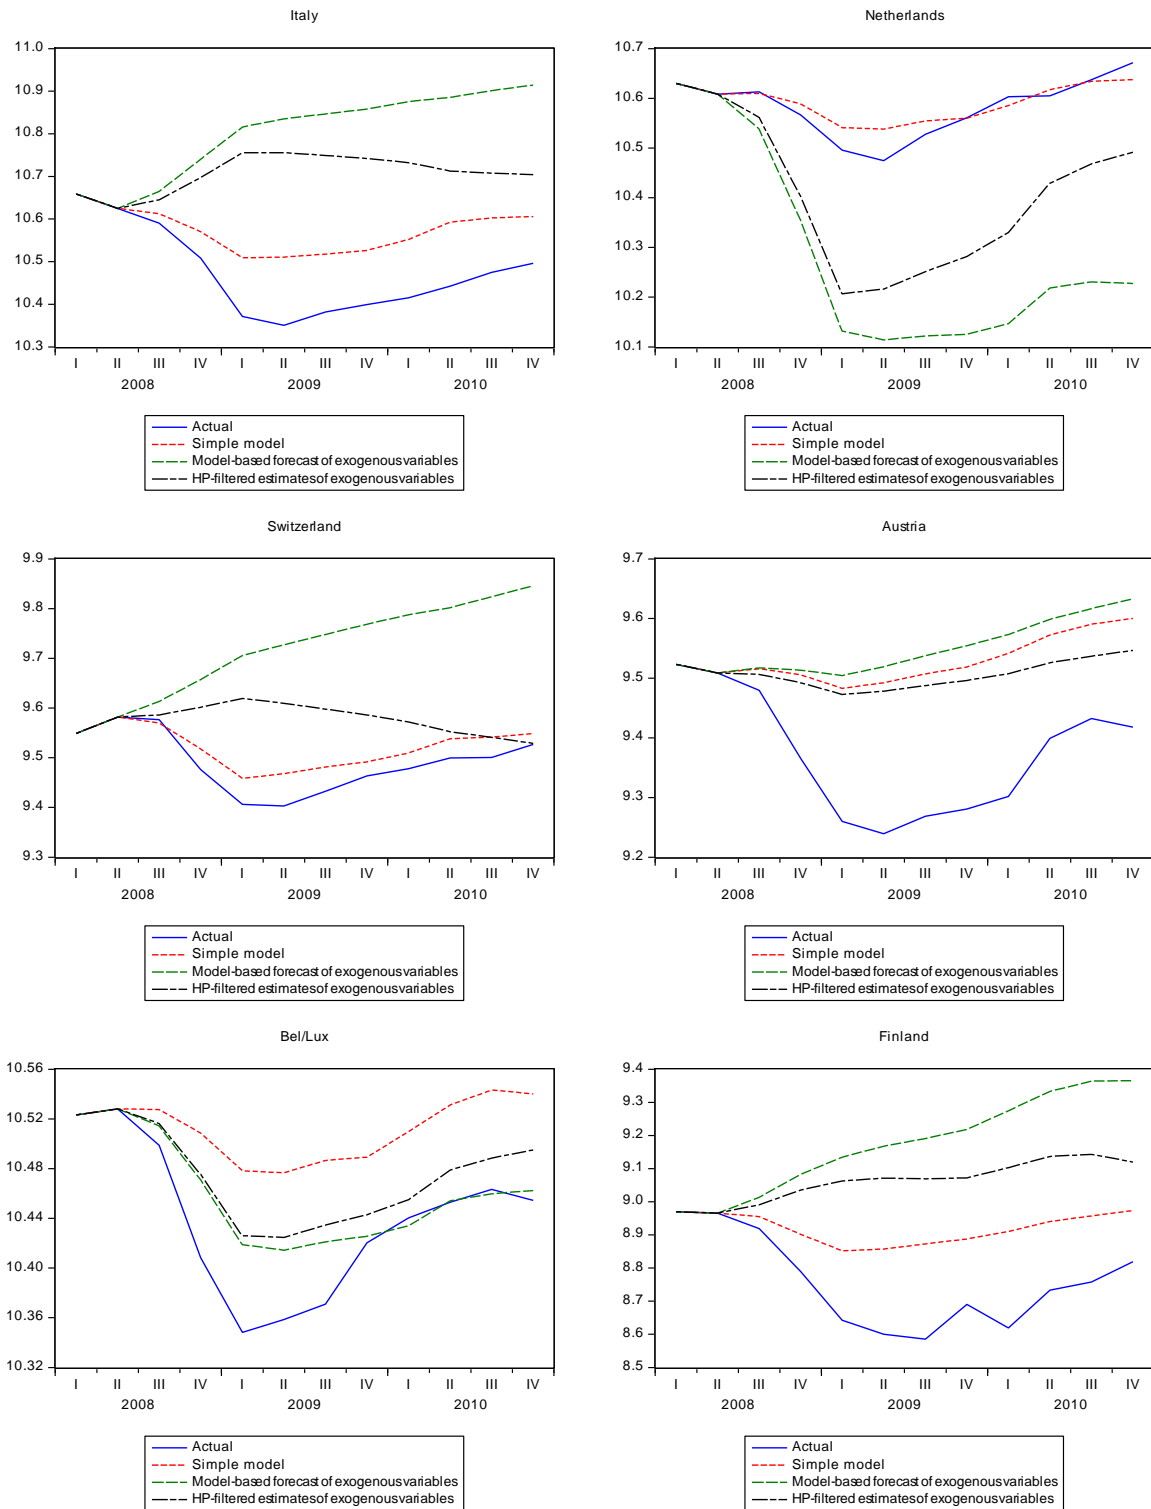 Italy
11.0
10.9
10.8
10.7
10.6
10.5
10.4
10.3
I II III IV I II III IV I II III IV
2008 2009 2010
Actual
Simple model
Model-based forecast of exogenous variables
HP-filtered estimates of exogenous variables
Netherlands
10.7
10.6
10.5
10.4
10.3
10.2
10.1
I II III IV I II III IV I II III IV
2008 2009 2010
Actual
Simple model
Model-based forecast of exogenous variables
HP-filtered estimates of exogenous variables
Switzerland
9.9
9.8
9.7
9.6
9.5
9.4
9.3
I II III IV I II III IV I II III IV
2008 2009 2010
Actual
Simple model
Model-based forecast of exogenous variables
HP-filtered estimates of exogenous variables
Austria
9.7
9.6
9.5
9.4
9.3
9.2
I II III IV I II III IV I II III IV
2008 2009 2010
Actual
Simple model
Model-based forecast of exogenous variables
HP-filtered estimates of exogenous variables
Bel/Lux
10.56
10.52
10.48
10.44
10.40
10.36
10.32
I II III IV I II III IV I II III IV
2008 2009 2010
Actual
Simple model
Model-based forecast of exogenous variables
HP-filtered estimates of exogenous variables
Finland
9.4
9.3
9.2
9.1
9.0
8.9
8.8
8.7
8.6
8.5
I II III IV I II III IV I II III IV
2008 2009 2010
Actual
Simple model
Model-based forecast of exogenous variables
HP-filtered estimates of exogenous variables